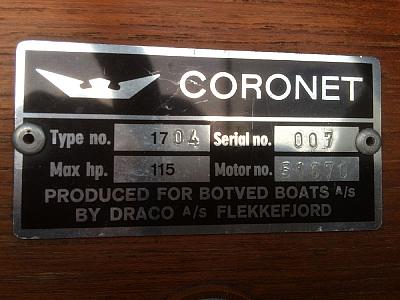 CORONET
Type no. 1704 Serial no. 007
Max hp. 115 Motor no. 51670
PRODUCED FOR BOTVED BOATS A/s
BY DRACO A/s FLEKKEFJORD